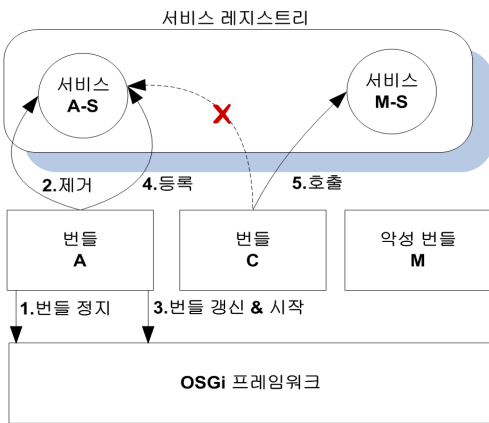 서비스 레지스트리
서비스
A-S
서비스
M-S
2.제거
4.등록
5.호출
번들
A
번들
C
악성 번들
M
1.번들 정지
3.번들 갱신 & 시작
OSGi 프레임워크